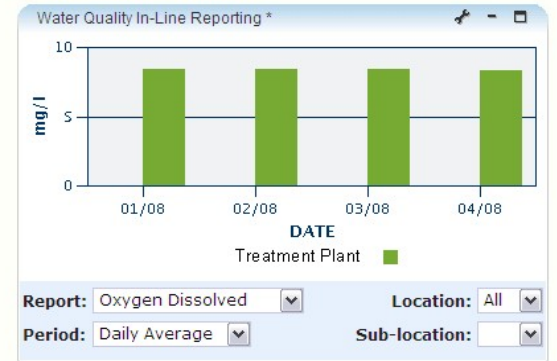 Water Quality In-Line Reporting *
10
mg/l
5
0
01/08 02/08 03/08 04/08
DATE
Treatment Plant
Report: Oxygen Dissolved Location: All
Period: Daily Average Sub-location: